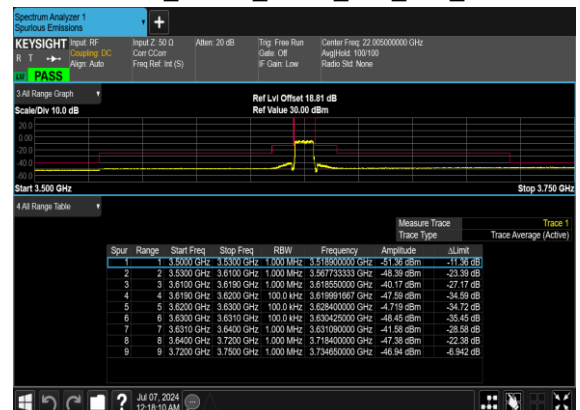 Spectrum Analyzer 1
Spurious Emissions
KEYSIGHT Input: RF Input Z: 50 Ω Atten: 20 dB Trig: Free Run Center Freq: 22.005000000 GHz
R T Coupling: DC Corr CCorr Gate: Off Avg|Hold: 100/100
Align: Auto Freq Ref: Int (S) IF Gain: Low Radio Std: None
LV PASS
3 All Range Graph
Ref Lvl Offset 18.81 dB
Scale/Div 10.0 dB Ref Value 30.00 dBm
20.0
0.00
-20.0
-40.0
-60.0
Start 3.500 GHz Stop 3.750 GHz
4 All Range Table
Measure Trace Trace 1
Trace Type Trace Average (Active)
Spur Range Start Freq Stop Freq RBW Frequency Amplitude ΔLimit
1 1 3.5000 GHz 3.5300 GHz 1.000 MHz 3.518900000 GHz -51.36 dBm -11.36 dB
2 2 3.5300 GHz 3.6100 GHz 1.000 MHz 3.567733333 GHz -48.39 dBm -23.39 dB
3 3 3.6100 GHz 3.6190 GHz 1.000 MHz 3.618550000 GHz -40.17 dBm -27.17 dB
4 4 3.6190 GHz 3.6200 GHz 100.0 kHz 3.619991667 GHz -47.59 dBm -34.59 dB
5 5 3.6200 GHz 3.6300 GHz 100.0 kHz 3.628400000 GHz -4.719 dBm -34.72 dB
6 6 3.6300 GHz 3.6310 GHz 100.0 kHz 3.630425000 GHz -48.45 dBm -35.45 dB
7 7 3.6310 GHz 3.6400 GHz 1.000 MHz 3.631090000 GHz -41.58 dBm -28.58 dB
8 8 3.6400 GHz 3.7200 GHz 1.000 MHz 3.718400000 GHz -47.38 dBm -22.38 dB
9 9 3.7200 GHz 3.7500 GHz 1.000 MHz 3.734650000 GHz -46.94 dBm -6.942 dB
Jul 07, 2024
12:18:10 AM